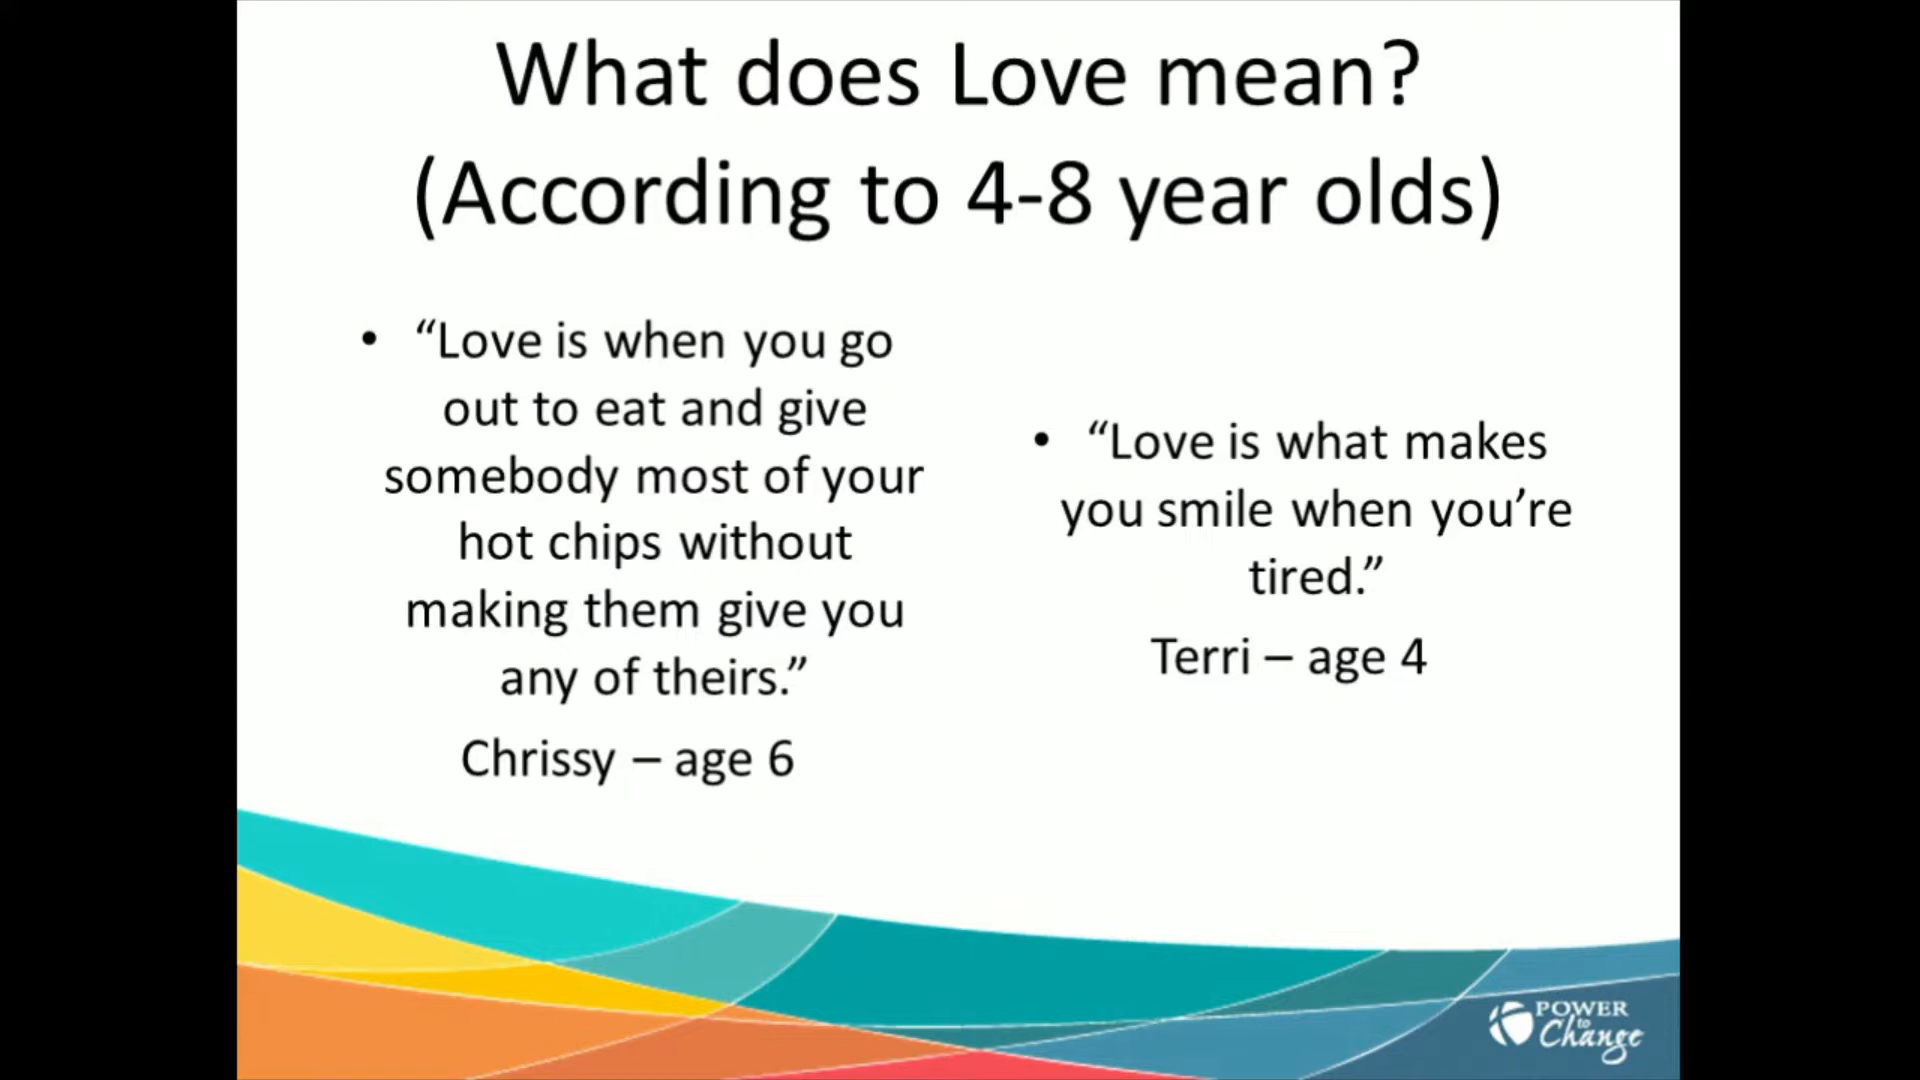 What does Love mean?
(According to 4-8 year olds)
• “Love is when you go
out to eat and give
somebody most of your
hot chips without
making them give you
any of theirs.”
Chrissy – age 6
• “Love is what makes
you smile when you’re
tired.”
Terri – age 4
POWER
to
Change